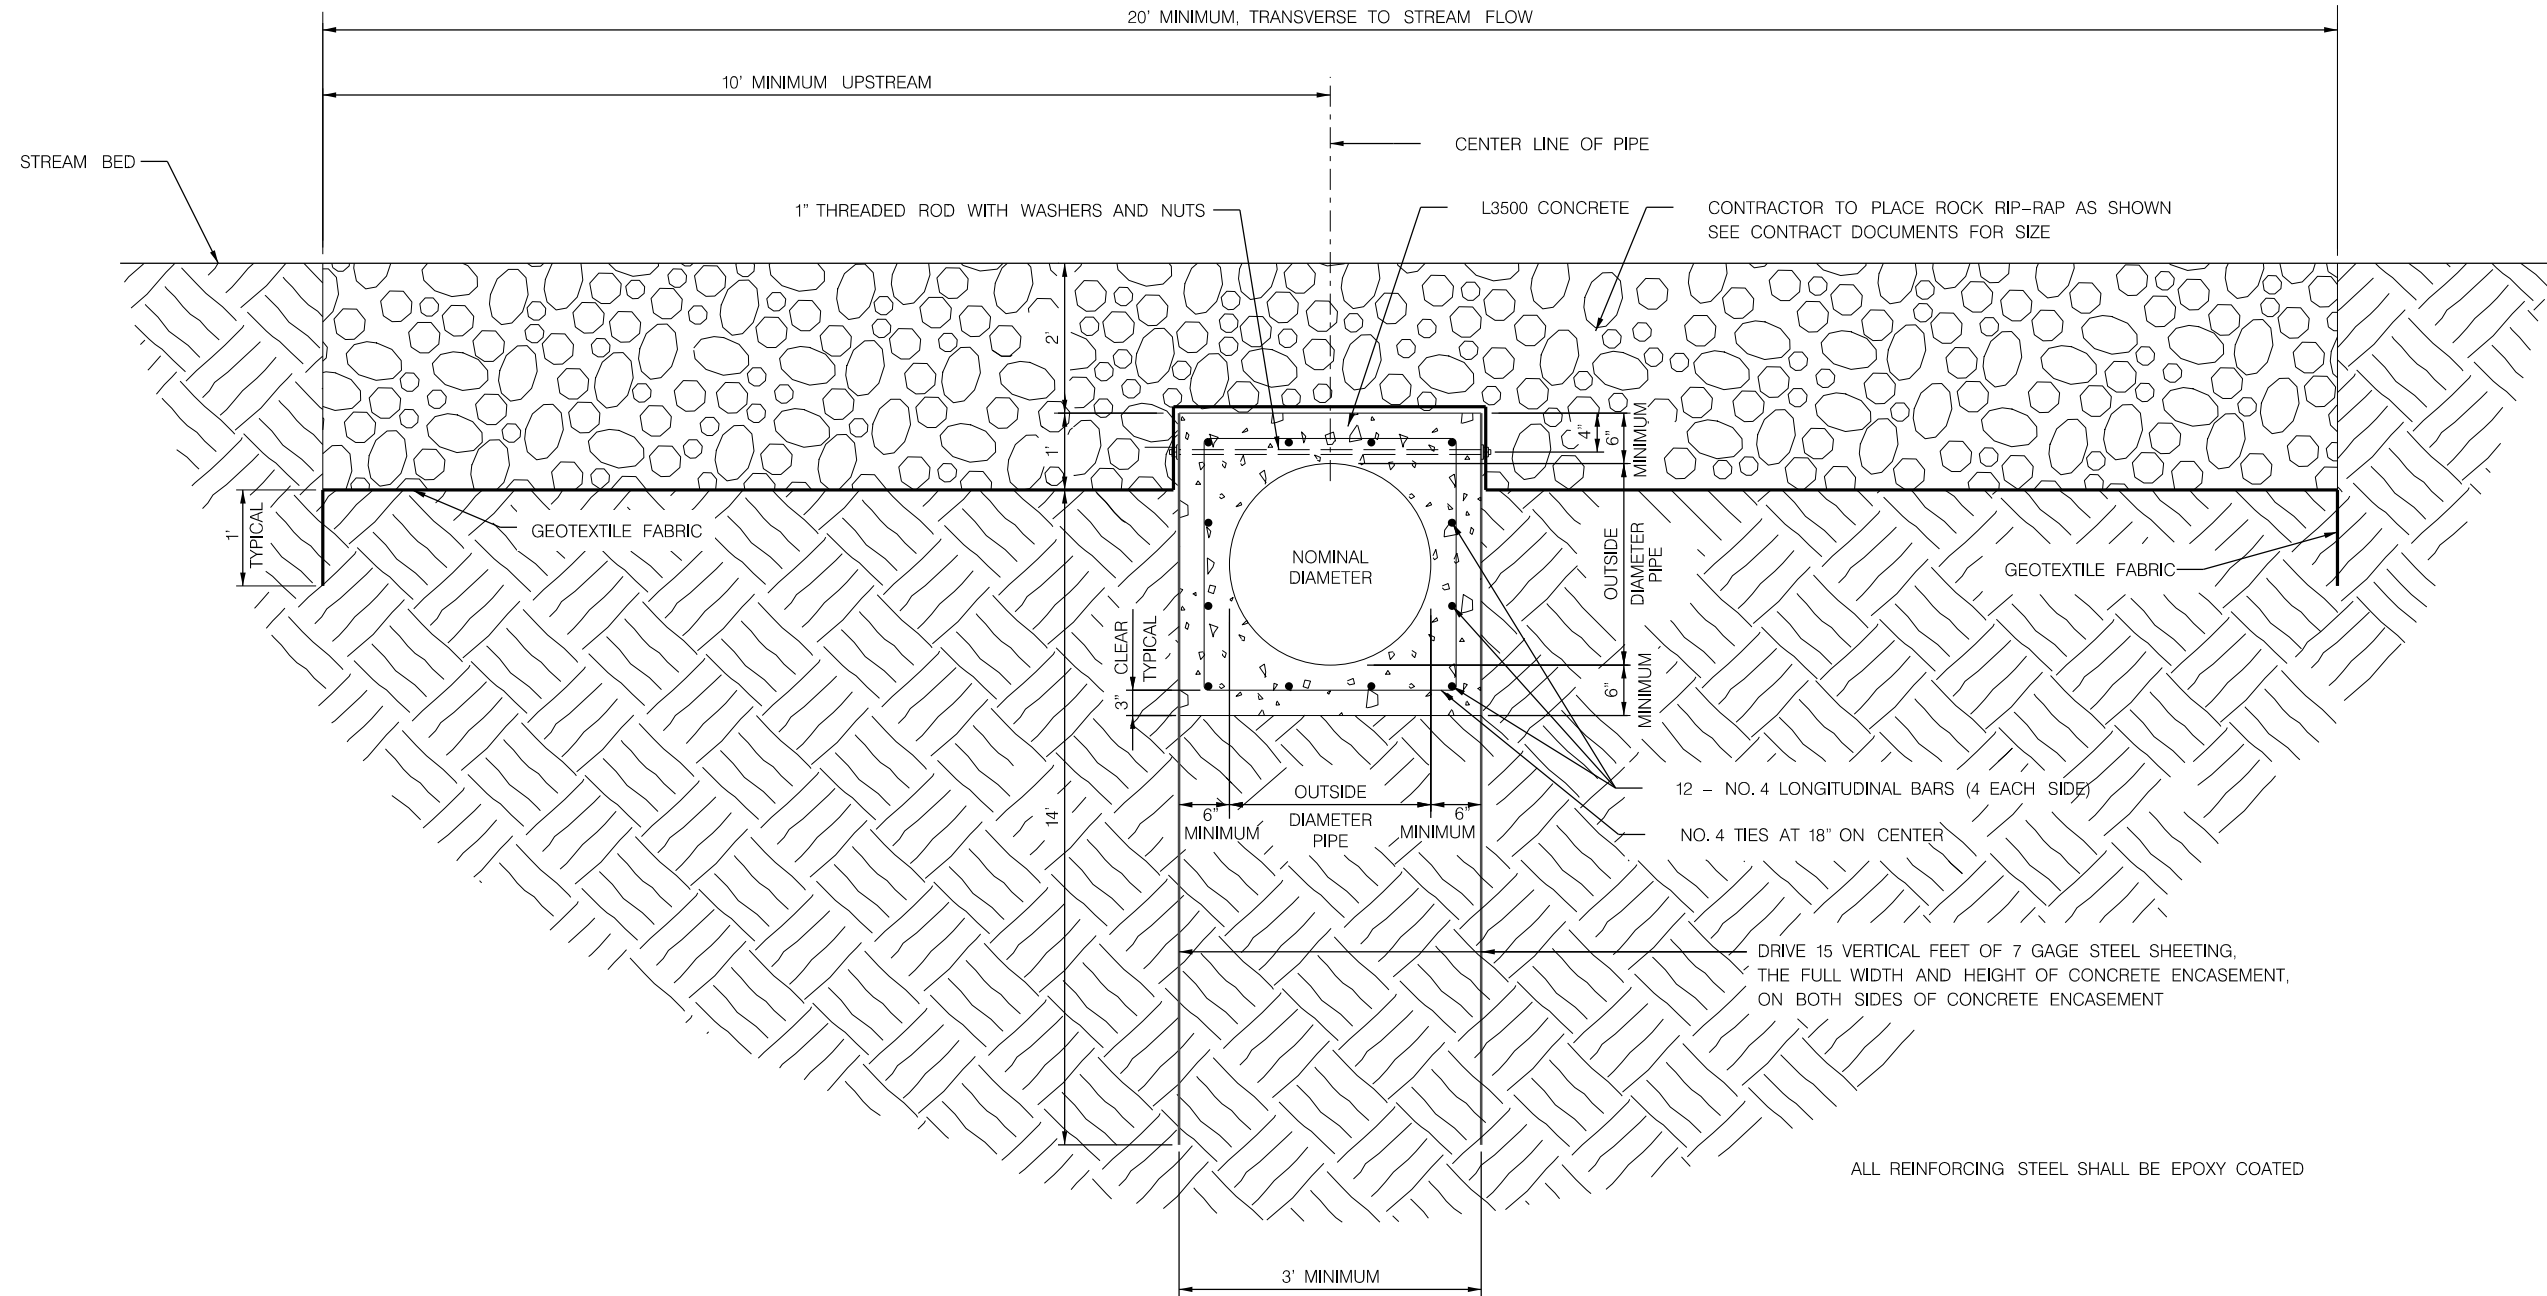 20' MINIMUM, TRANSVERSE TO STREAM FLOW
10' MINIMUM UPSTREAM
CENTER LINE OF PIPE
STREAM BED
1" THREADED ROD WITH WASHERS AND NUTS
L3500 CONCRETE
CONTRACTOR TO PLACE ROCK RIP-RAP AS SHOWN
SEE CONTRACT DOCUMENTS FOR SIZE
2'
1'
4"
6"
MINIMUM
1'
TYPICAL
GEOTEXTILE FABRIC
NOMINAL
DIAMETER
OUTSIDE
DIAMETER
PIPE
GEOTEXTILE FABRIC
3" CLEAR
TYPICAL
6"
MINIMUM
14'
6"
MINIMUM
OUTSIDE
DIAMETER
PIPE
6"
MINIMUM
12 - NO. 4 LONGITUDINAL BARS (4 EACH SIDE)
NO. 4 TIES AT 18" ON CENTER
DRIVE 15 VERTICAL FEET OF 7 GAGE STEEL SHEETING,
THE FULL WIDTH AND HEIGHT OF CONCRETE ENCASEMENT,
ON BOTH SIDES OF CONCRETE ENCASEMENT
ALL REINFORCING STEEL SHALL BE EPOXY COATED
3' MINIMUM